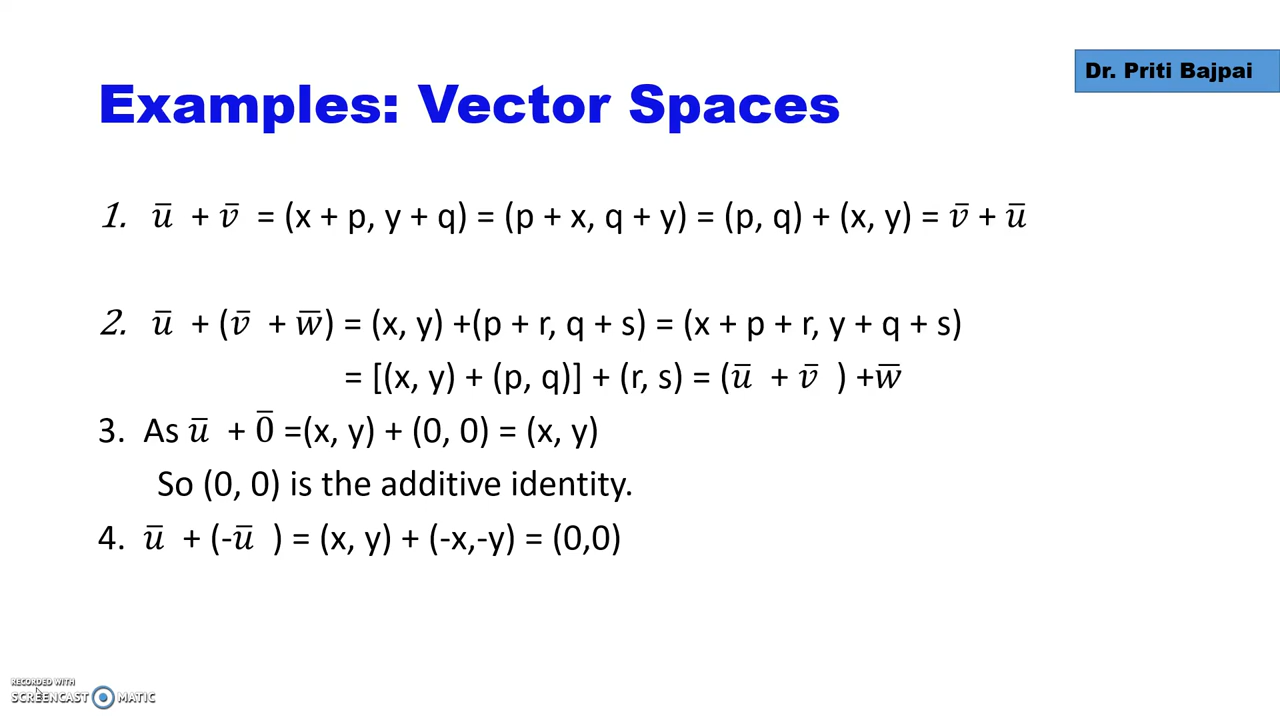 Dr. Priti Bajpai
Examples: Vector Spaces
1. u̅ + v̅ = (x + p, y + q) = (p + x, q + y) = (p, q) + (x, y) = v̅ + u̅
2. u̅ + (v̅ + w̅) = (x, y) +(p + r, q + s) = (x + p + r, y + q + s)
= [(x, y) + (p, q)] + (r, s) = (u̅ + v̅ ) +w̅
3. As u̅ + 0̅ =(x, y) + (0, 0) = (x, y)
So (0, 0) is the additive identity.
4. u̅ + (-u̅ ) = (x, y) + (-x,-y) = (0,0)
RECORDED WITH
SCREENCAST MATIC